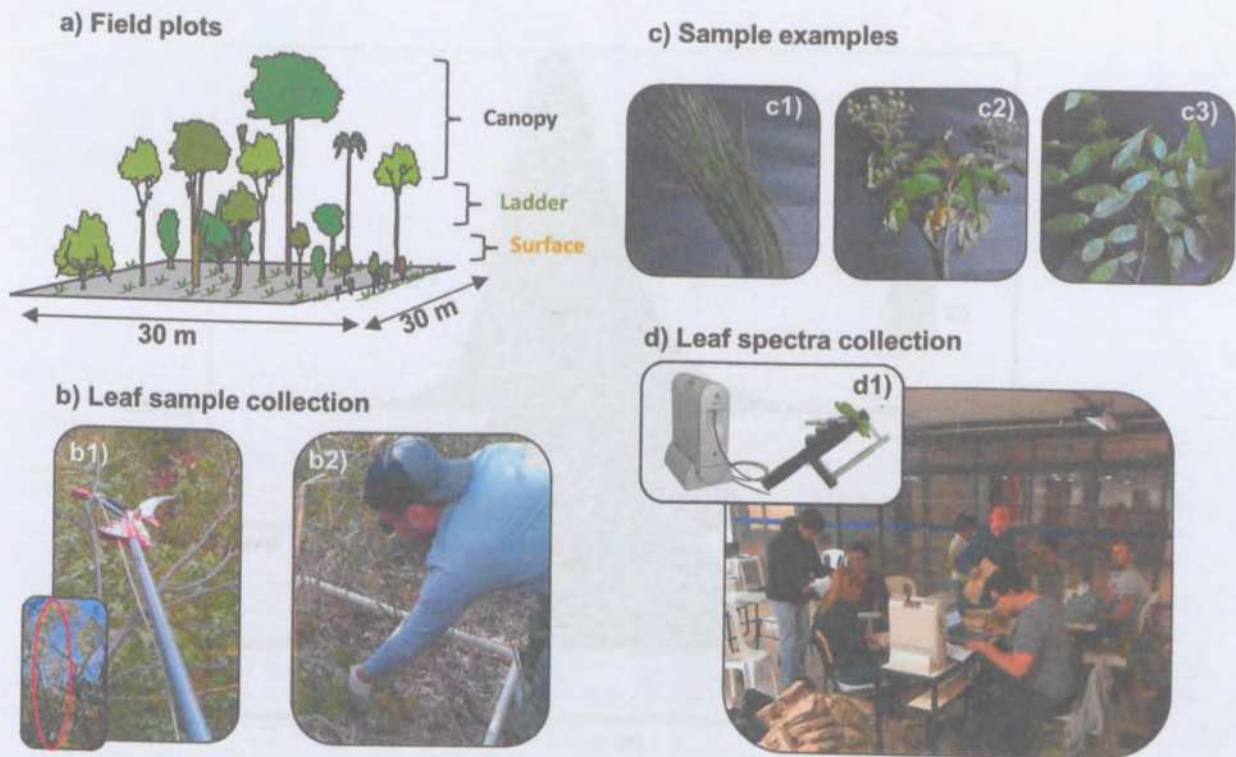 a) Field plots
Canopy
Ladder
Surface
30 m
30 m
b) Leaf sample collection
b1)
b2)
c) Sample examples
c1)
c2)
c3)
d) Leaf spectra collection
d1)